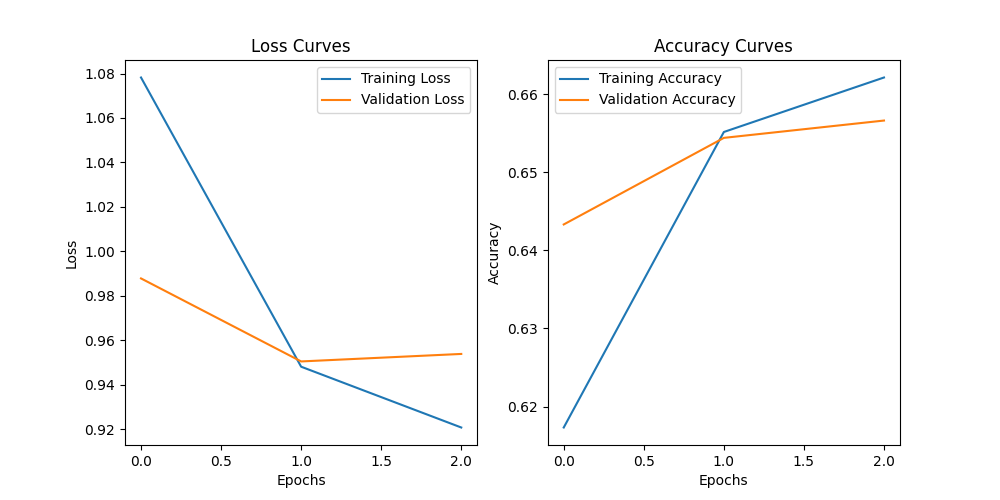 Loss Curves
Training Loss
Validation Loss
1.08
1.06
1.04
1.02
1.00
0.98
0.96
0.94
0.92
Loss
0.0
0.5
1.0
1.5
2.0
Epochs
Accuracy Curves
Training Accuracy
Validation Accuracy
0.66
0.65
0.64
0.63
0.62
Accuracy
0.0
0.5
1.0
1.5
2.0
Epochs